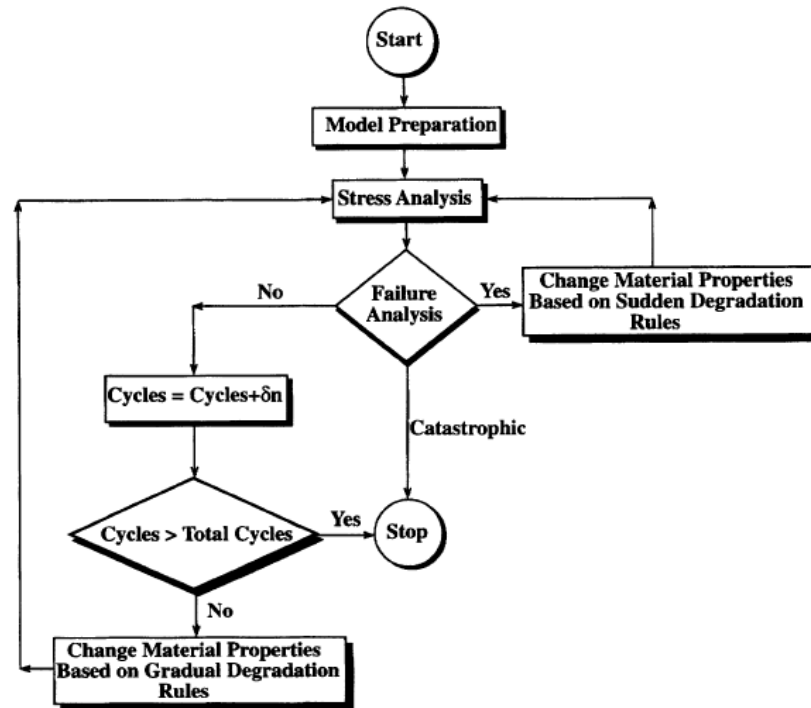 Start
Model Preparation
Stress Analysis
No
Failure
Analysis
Yes
Change Material Properties
Based on Sudden Degradation
Rules
Cycles = Cycles+δn
Catastrophic
Cycles > Total Cycles
Yes
Stop
No
Change Material Properties
Based on Gradual Degradation
Rules